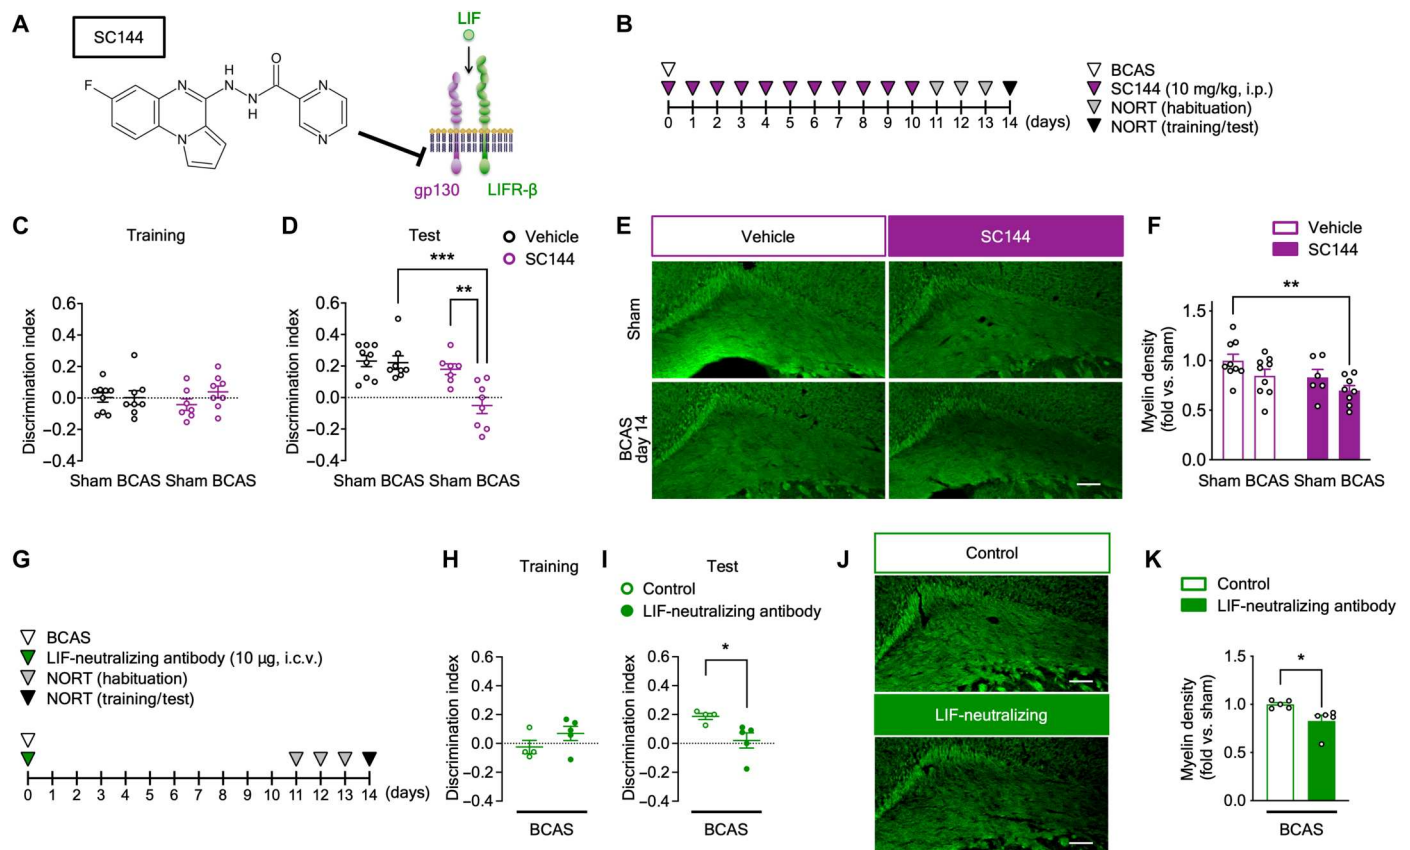 A
SC144
F
N
N
H
N
N
H
O
N
N
LIF
gp130
LIFR-β
B
BCAS
SC144 (10 mg/kg, i.p.)
NORT (habituation)
NORT (training/test)
0 1 2 3 4 5 6 7 8 9 10 11 12 13 14 (days)
C
Training
Discrimination index
0.6
0.4
0.2
0.0
−0.2
−0.4
Sham BCAS Sham BCAS
D
Test
Vehicle
SC144
***
**
Discrimination index
0.6
0.4
0.2
0.0
−0.2
−0.4
Sham BCAS Sham BCAS
E
Vehicle
SC144
Sham
BCAS
day 14
F
Vehicle
SC144
**
Myelin density
(fold vs. sham)
1.5
1.0
0.5
0.0
Sham BCAS Sham BCAS
G
BCAS
LIF-neutralizing antibody (10 µg, i.c.v.)
NORT (habituation)
NORT (training/test)
0 1 2 3 4 5 6 7 8 9 10 11 12 13 14 (days)
H
Training
Discrimination index
0.6
0.4
0.2
0.0
−0.2
−0.4
BCAS
I
Test
Control
LIF-neutralizing antibody
*
Discrimination index
0.6
0.4
0.2
0.0
−0.2
−0.4
BCAS
J
Control
LIF-neutralizing
K
Control
LIF-neutralizing antibody
*
Myelin density
(fold vs. sham)
1.5
1.0
0.5
0.0
BCAS